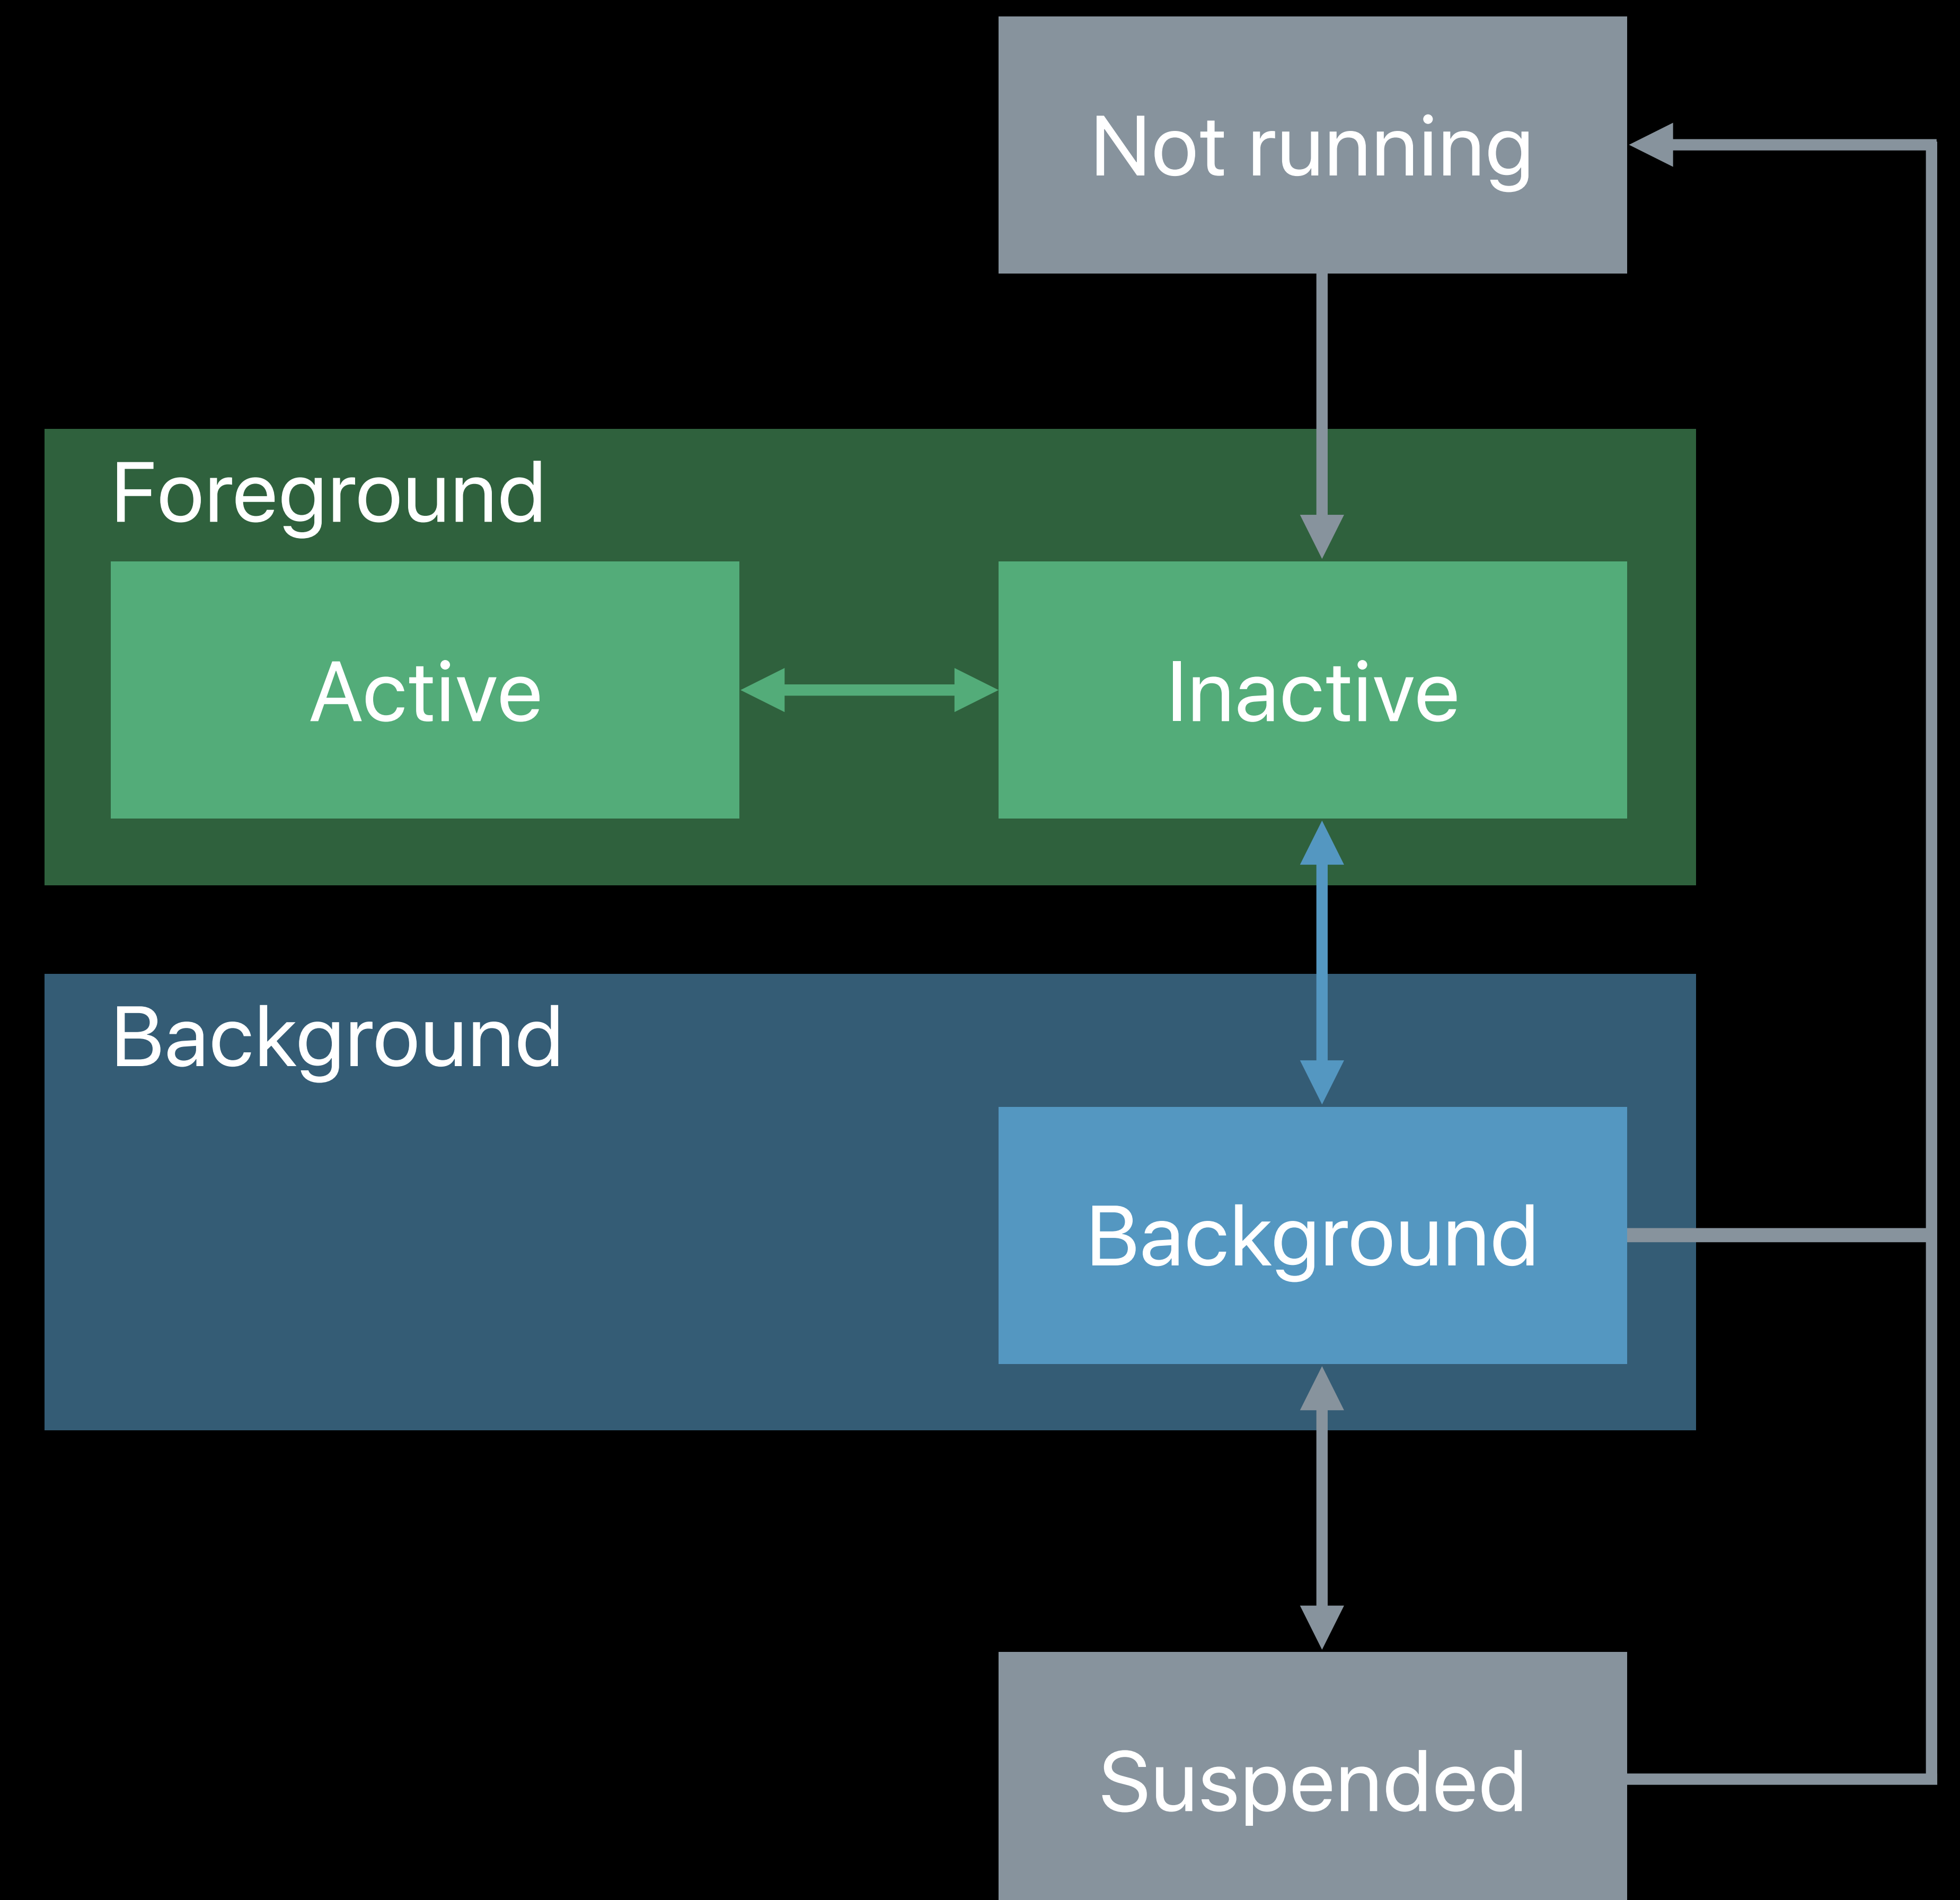 Not running
Foreground
Active
Inactive
Background
Background
Suspended